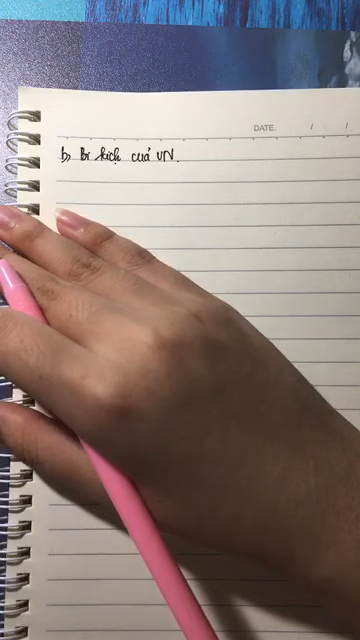 DATE. / /
b, Bi kịch của VN.